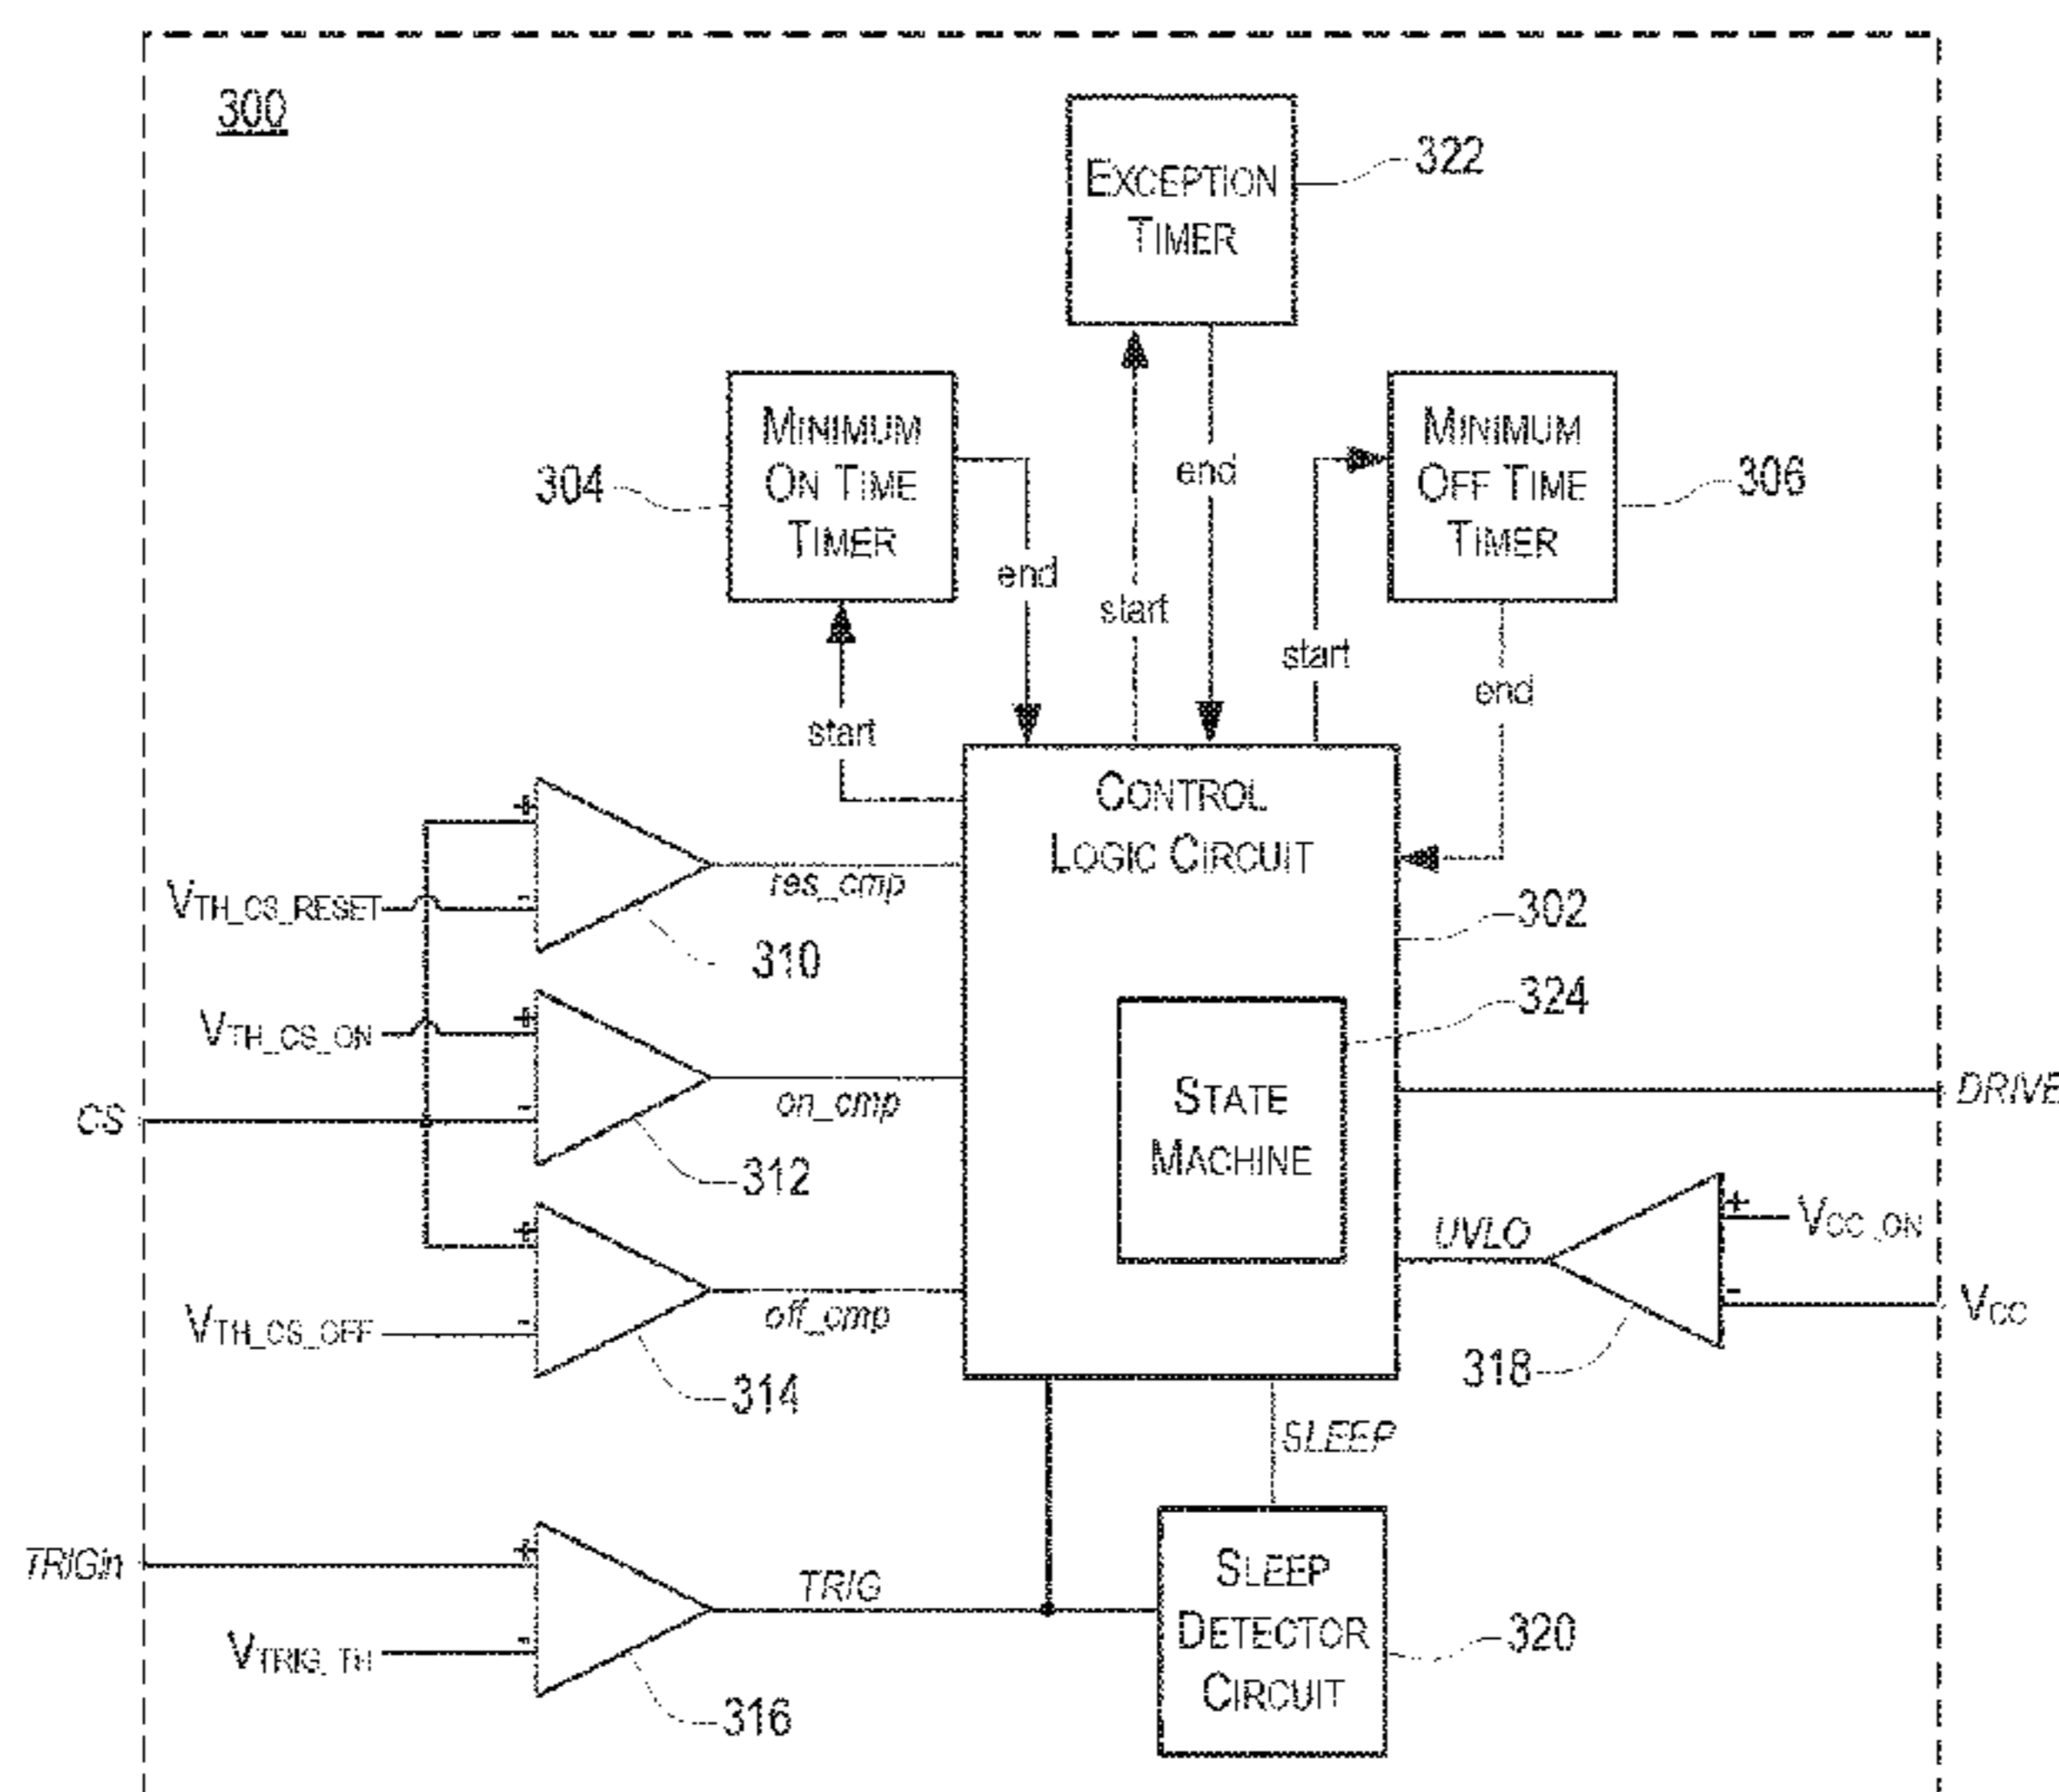 300
EXCEPTION
TIMER
322
MINIMUM
ON TIME
TIMER
304
end
start
end
start
MINIMUM
OFF TIME
TIMER
306
start
end
CONTROL
LOGIC CIRCUIT
302
+
VTH_CS_RESET
-
res_cmp
310
VTH_CS_ON
+
CS
-
on_cmp
312
STATE
MACHINE
324
DRIVE
+
VTH_CS_OFF
-
off_cmp
314
UVLO
+
VCC_ON
-
VCC
318
SLEEP
TRIGin
+
VTRIG_TH
-
TRIG
316
SLEEP
DETECTOR
CIRCUIT
320